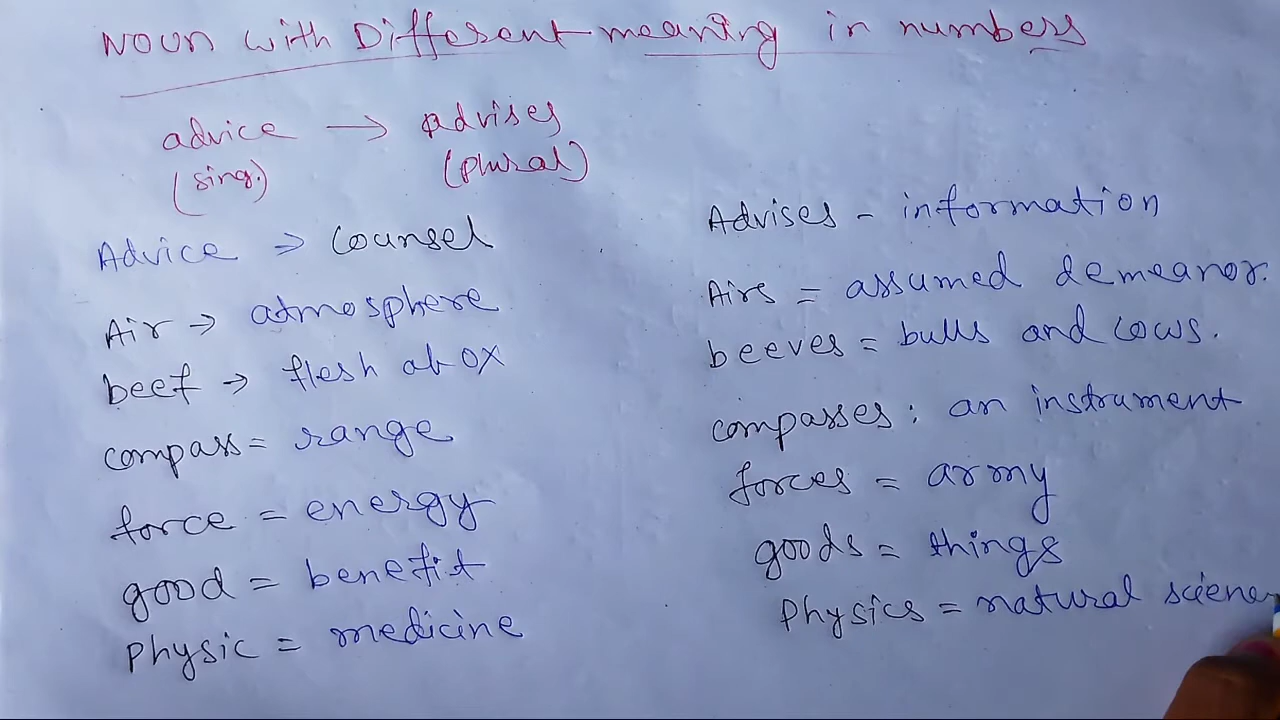 Noun with Different meaning in numbers
advice → advises
(sing.) (plural)
Advice ⇒ Counsel
Advises - information
Air → atmosphere
Airs = assumed demeanor.
beef → flesh of ox
beeves = bulls and cows.
compass = range
compasses : an instrument
force = energy
forces = army
good = benefit
goods = things
Physic = medicine
Physics = natural science